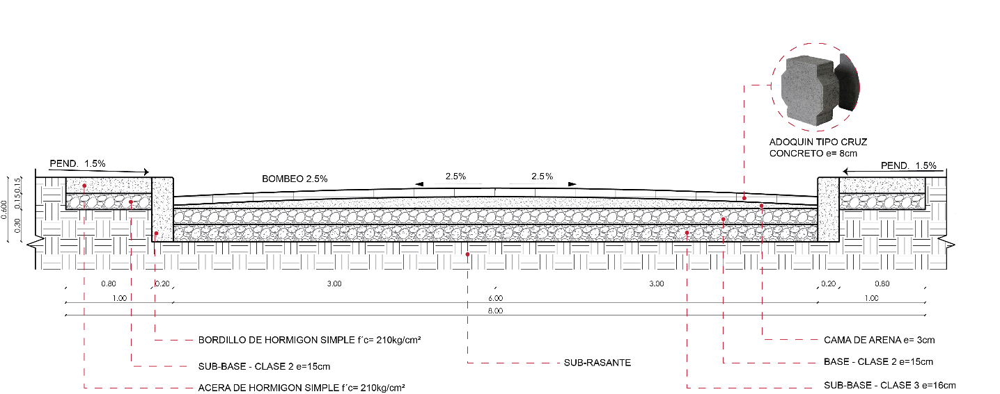 ADOQUIN TIPO CRUZ
CONCRETO e= 8cm
PEND. 1.5%
BOMBEO 2.5%
2.5%
2.5%
PEND. 1.5%
0.600
0.15
0.15
0.30
0.80
0.20
3.00
3.00
0.20
0.80
1.00
6.00
1.00
8.00
BORDILLO DE HORMIGON SIMPLE f´c= 210kg/cm²
SUB-BASE - CLASE 2 e=15cm
ACERA DE HORMIGON SIMPLE f´c= 210kg/cm²
SUB-RASANTE
CAMA DE ARENA e= 3cm
BASE - CLASE 2 e=15cm
SUB-BASE - CLASE 3 e=16cm